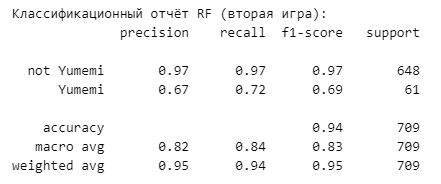 Классификационный отчёт RF (вторая игра):
precision recall f1-score support
not Yumemi 0.97 0.97 0.97 648
Yumemi 0.67 0.72 0.69 61
accuracy 0.94 709
macro avg 0.82 0.84 0.83 709
weighted avg 0.95 0.94 0.95 709